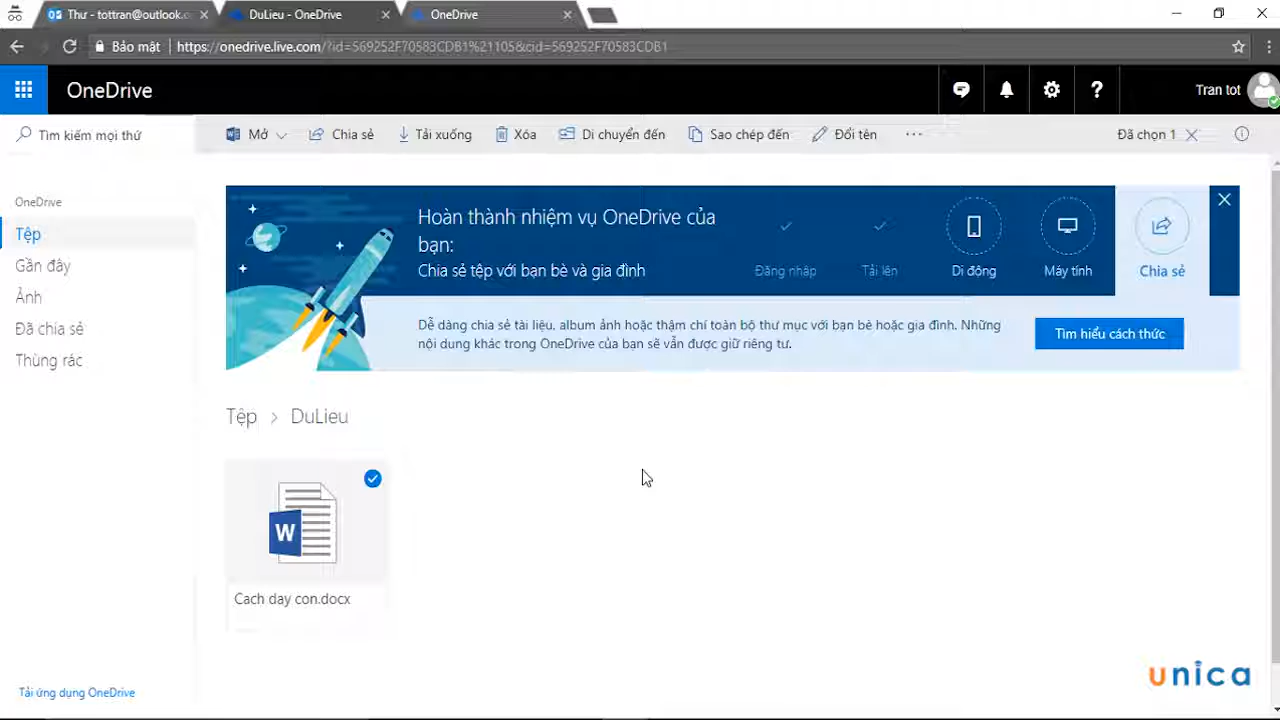 Thư - tottran@outlook.c
DuLieu - OneDrive
OneDrive
Bảo mật
https://onedrive.live.com/?id=569252F70583CDB1%21105&cid=569252F70583CDB1
OneDrive
Tran tot
Tìm kiếm mọi thứ
Mở
Chia sẻ
Tải xuống
Xóa
Di chuyển đến
Sao chép đến
Đổi tên
Đã chọn 1
OneDrive
Tệp
Gần đây
Ảnh
Đã chia sẻ
Thùng rác
Tải ứng dụng OneDrive
Hoàn thành nhiệm vụ OneDrive của
bạn:
Chia sẻ tệp với bạn bè và gia đình
Đăng nhập
Tải lên
Di động
Máy tính
Chia sẻ
Dễ dàng chia sẻ tài liệu, album ảnh hoặc thậm chí toàn bộ thư mục với bạn bè hoặc gia đình. Những
nội dung khác trong OneDrive của bạn sẽ vẫn được giữ riêng tư.
Tìm hiểu cách thức
Tệp > DuLieu
W
Cach day con.docx
unica